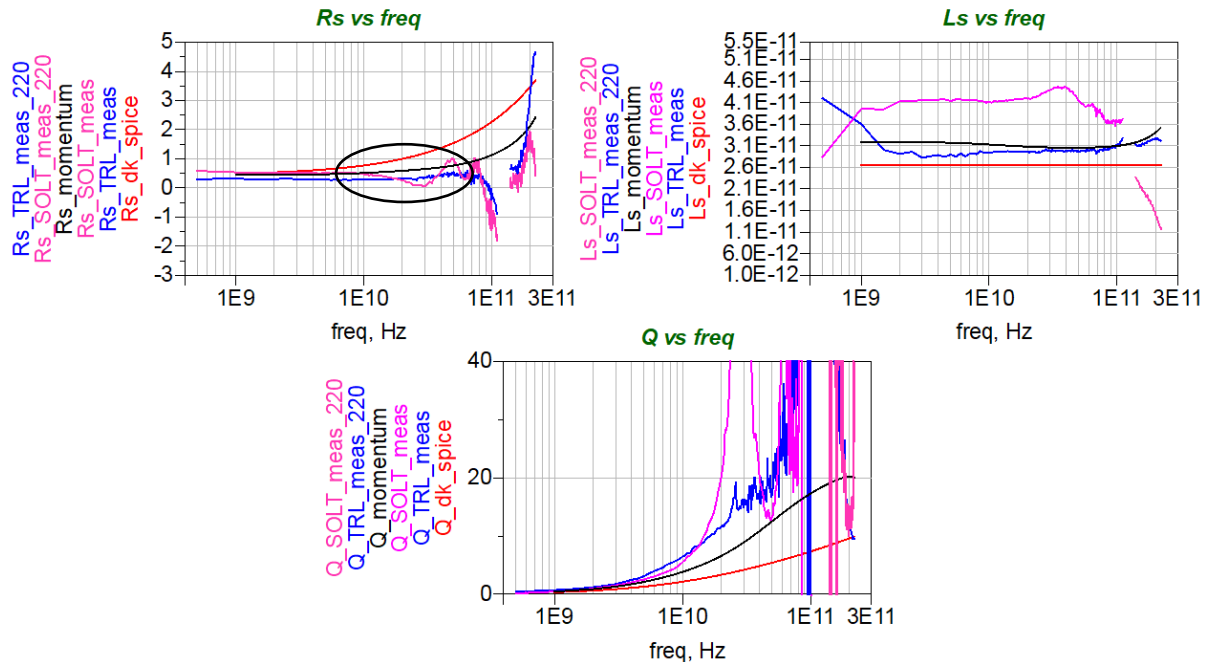 Rs vs freq
Rs_TRL_meas_220
Rs_SOLT_meas_220
Rs_momentum
Rs_SOLT_meas
Rs_TRL_meas
Rs_dk_spice
5
4
3
2
1
0
-1
-2
-3
1E9
1E10
1E11
3E11
freq, Hz
Ls vs freq
Ls_SOLT_meas_220
Ls_TRL_meas_220
Ls_momentum
Ls_SOLT_meas
Ls_TRL_meas
Ls_dk_spice
5.5E-11
5.1E-11
4.6E-11
4.1E-11
3.6E-11
3.1E-11
2.6E-11
2.1E-11
1.6E-11
1.1E-11
6.0E-12
1.0E-12
1E9
1E10
1E11
3E11
freq, Hz
Q vs freq
Q_SOLT_meas_220
Q_TRL_meas_220
Q_momentum
Q_SOLT_meas
Q_TRL_meas
Q_dk_spice
40
20
0
1E9
1E10
1E11
3E11
freq, Hz